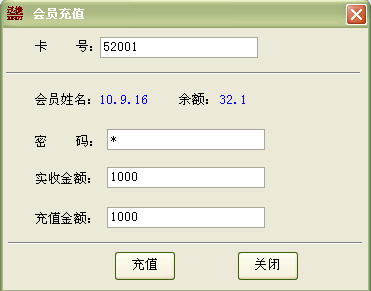 会员充值
卡 号: 52001
会员姓名: 10.9.16 余额: 32.1
密 码: *
实收金额: 1000
充值金额: 1000
充值 关闭